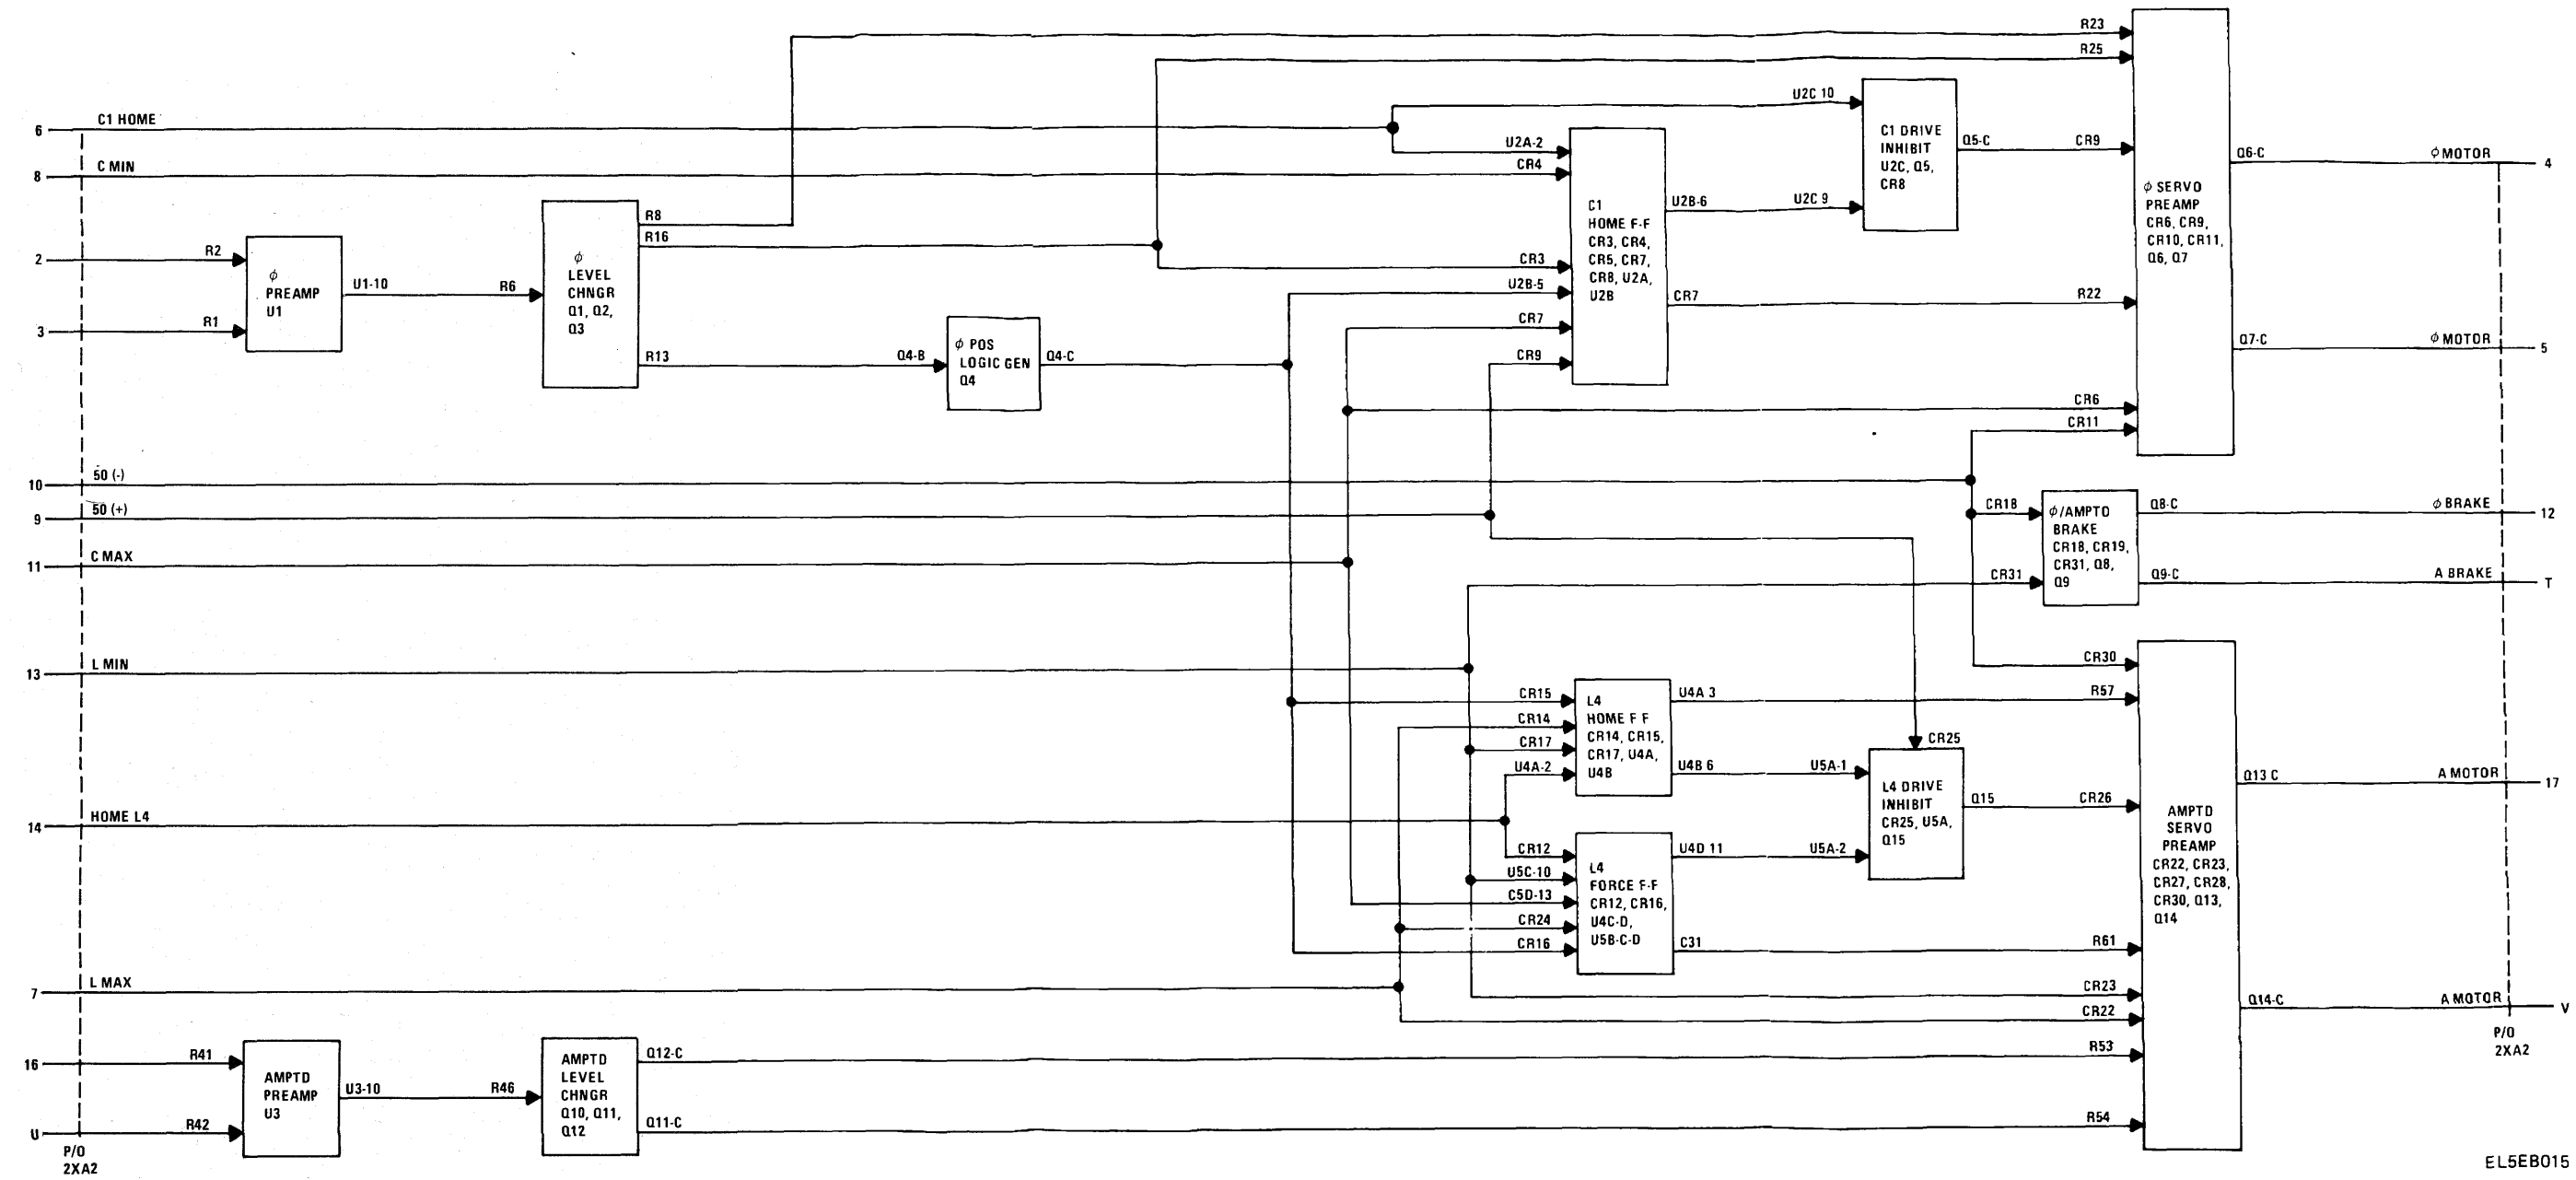 R23
R25
6
C1 HOME
U2C 10
8
C MIN
U2A-2
CR4
C1 DRIVE
INHIBIT
U2C, Q5,
CR8
Q5-C
CR9
Q6-C
ϕ MOTOR
4
ϕ SERVO
PREAMP
CR6, CR9,
CR10, CR11,
Q6, Q7
R8
R16
C1
HOME F-F
CR3, CR4,
CR5, CR7,
CR8, U2A,
U2B
U2B-6
U2C 9
2
R2
ϕ
PREAMP
U1
U1-10
R6
ϕ
LEVEL
CHNGR
Q1, Q2,
Q3
CR3
U2B-5
CR7
CR9
CR7
R22
3
R1
R13
Q4-B
ϕ POS
LOGIC GEN
Q4
Q4-C
Q7-C
ϕ MOTOR
5
CR6
CR11
10
50 (-)
9
50 (+)
CR18
ϕ/AMPTD
BRAKE
CR18, CR19,
CR31, Q8,
Q9
Q8-C
ϕ BRAKE
12
11
C MAX
CR31
Q9-C
A BRAKE
T
13
L MIN
CR30
CR15
CR14
CR17
U4A-2
L4
HOME F F
CR14, CR15,
CR17, U4A,
U4B
U4A 3
R57
U4B 6
U5A-1
CR25
L4 DRIVE
INHIBIT
CR25, U5A,
Q15
Q15
CR26
Q13 C
A MOTOR
17
14
HOME L4
CR12
U5C-10
C5D-13
CR24
CR16
L4
FORCE F-F
CR12, CR16,
U4C-D,
U5B-C-D
U4D 11
U5A-2
C31
R61
AMPTD
SERVO
PREAMP
CR22, CR23,
CR27, CR28,
CR30, Q13,
Q14
7
L MAX
CR23
CR22
Q14-C
A MOTOR
V
16
R41
AMPTD
PREAMP
U3
U3-10
R46
AMPTD
LEVEL
CHNGR
Q10, Q11,
Q12
Q12-C
R53
U
R42
Q11-C
R54
P/O
2XA2
P/O
2XA2
EL5EB015